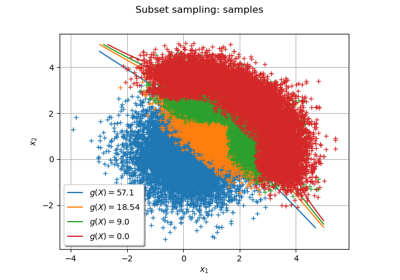 Subset sampling: samples
x₂
4
2
0
−2
g(X) = 57.1
g(X) = 18.54
g(X) = 9.0
g(X) = 0.0
−4
−2
0
2
4
x₁